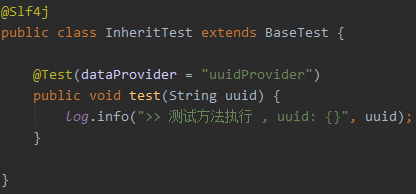 @Slf4j
public class InheritTest extends BaseTest {
@Test(dataProvider = "uuidProvider")
public void test(String uuid) {
log.info(">> 测试方法执行 , uuid: {}", uuid);
}
}